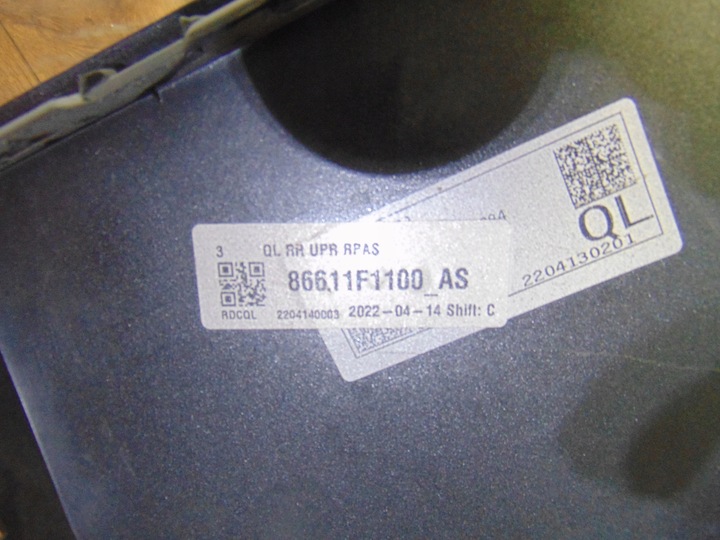 3 QL RR UPR RPAS
86611F1100_AS
RDCQL 2204140003 2022-04-14 Shift: C
QL
2204130201